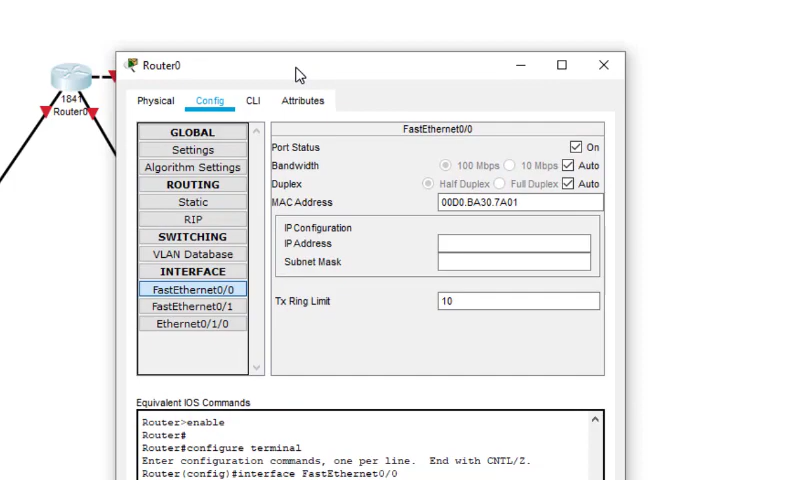 Router0
Physical Config CLI Attributes
1841
Router0
GLOBAL
Settings
Algorithm Settings
ROUTING
Static
RIP
SWITCHING
VLAN Database
INTERFACE
FastEthernet0/0
FastEthernet0/1
Ethernet0/1/0
FastEthernet0/0
Port Status On
Bandwidth 100 Mbps 10 Mbps Auto
Duplex Half Duplex Full Duplex Auto
MAC Address 00D0.BA30.7A01
IP Configuration
IP Address
Subnet Mask
Tx Ring Limit 10
Equivalent IOS Commands
Router>enable
Router#
Router#configure terminal
Enter configuration commands, one per line. End with CNTL/Z.
Router(config)#interface FastEthernet0/0